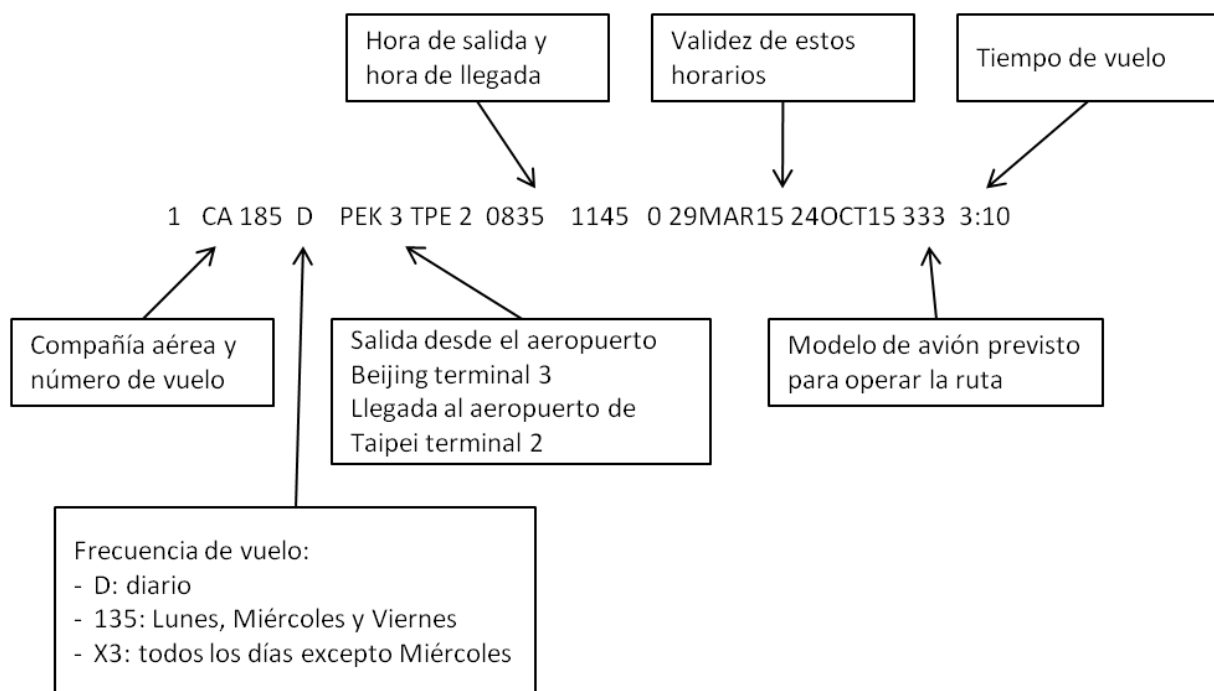 Hora de salida y
hora de llegada
Validez de estos
horarios
Tiempo de vuelo
1 CA 185 D PEK 3 TPE 2 0835 1145 0 29MAR15 24OCT15 333 3:10
Compañía aérea y
número de vuelo
Salida desde el aeropuerto
Beijing terminal 3
Llegada al aeropuerto de
Taipei terminal 2
Modelo de avión previsto
para operar la ruta
Frecuencia de vuelo:
- D: diario
- 135: Lunes, Miércoles y Viernes
- X3: todos los días excepto Miércoles